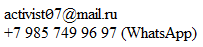 activist07@mail.ru
+7 985 749 96 97 (WhatsApp)